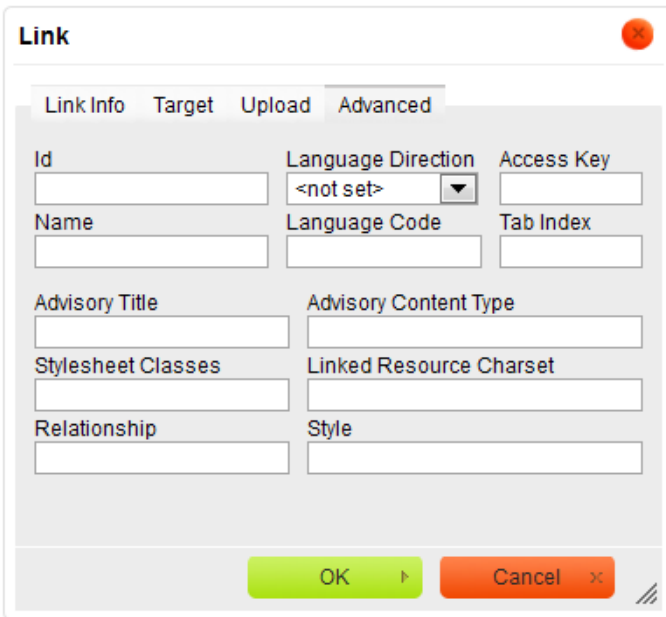 Link
Link Info Target Upload Advanced
Id Language Direction Access Key
<not set>
Name Language Code Tab Index
Advisory Title Advisory Content Type
Stylesheet Classes Linked Resource Charset
Relationship Style
OK Cancel